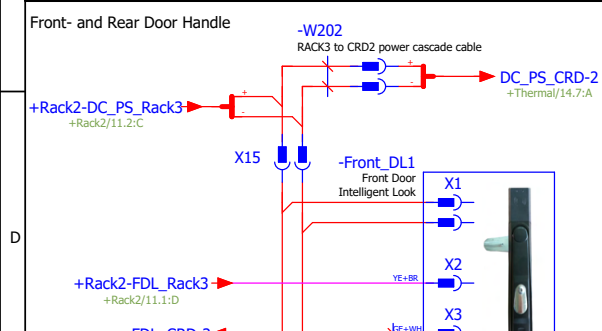 Front- and Rear Door Handle
-W202
RACK3 to CRD2 power cascade cable
+
-
DC_PS_CRD-2
+Thermal/14.7:A
+Rack2-DC_PS_Rack3
+Rack2/11.2:C
+
-
X15
-Front_DL1
Front Door
Intelligent Look
X1
D
X2
+Rack2-FDL_Rack3
+Rack2/11.1:D
YE+BR
X3